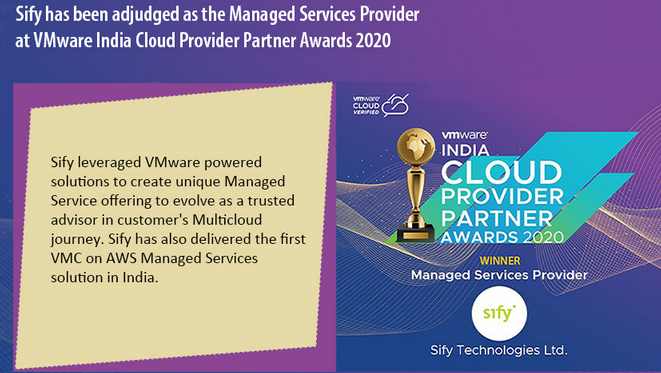 Sify has been adjudged as the Managed Services Provider
at VMware India Cloud Provider Partner Awards 2020
Sify leveraged VMware powered
solutions to create unique Managed
Service offering to evolve as a trusted
advisor in customer's Multicloud
journey. Sify has also delivered the first
VMC on AWS Managed Services
solution in India.
vmware
CLOUD
VERIFIED
vmware®
INDIA
CLOUD
PROVIDER
PARTNER
AWARDS 2020
WINNER
Managed Services Provider
sify
Sify Technologies Ltd.